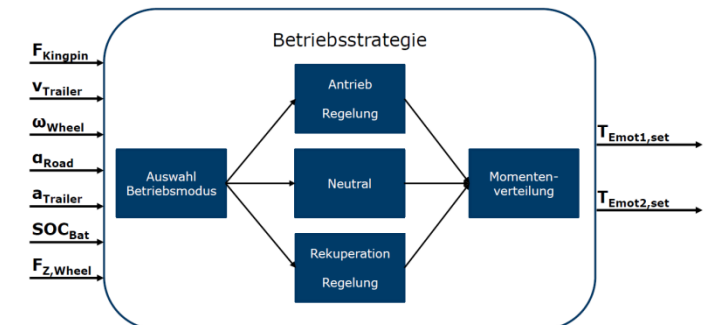 Betriebsstrategie
F_Kingpin
v_Trailer
ω_Wheel
α_Road
a_Trailer
SOC_Bat
F_Z,Wheel
Auswahl
Betriebsmodus
Antrieb
Regelung
Neutral
Rekuperation
Regelung
Momenten-
verteilung
T_Emot1,set
T_Emot2,set